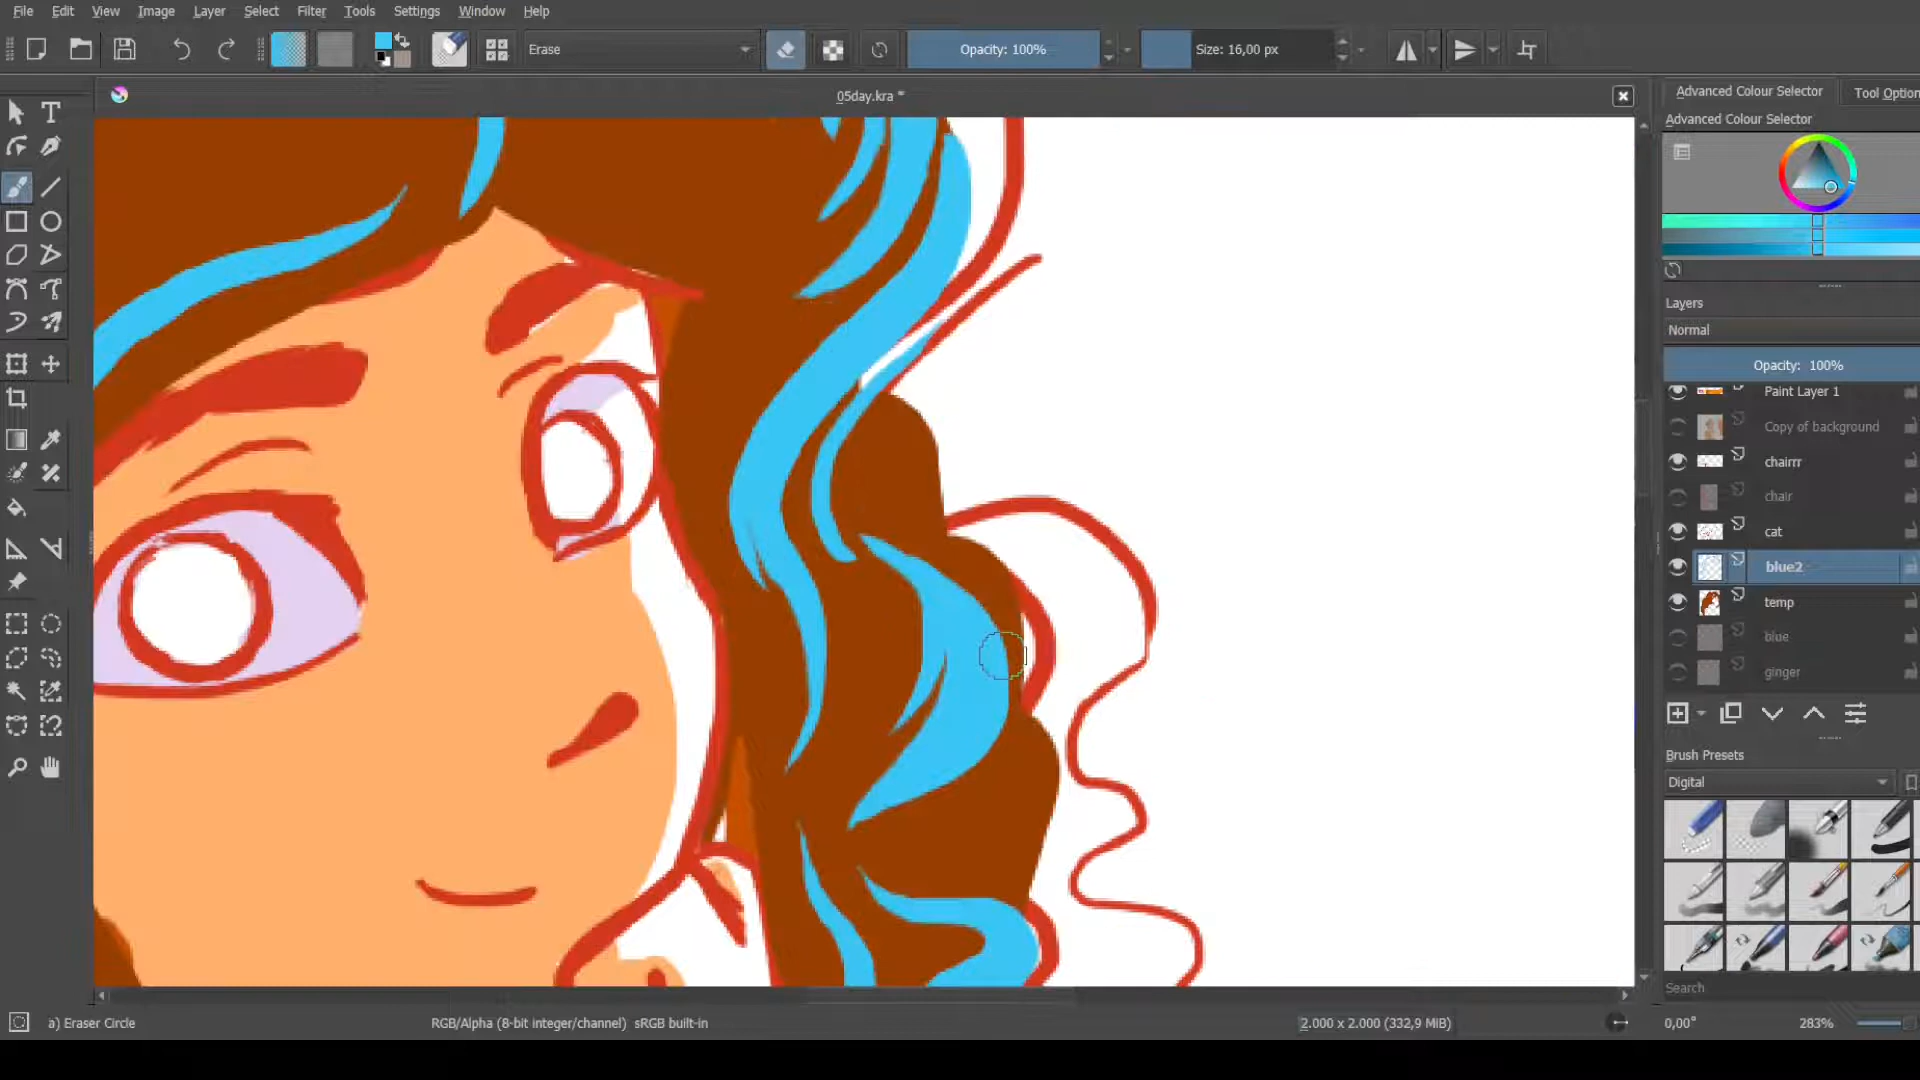 File Edit View Image Layer Select Filter Tools Settings Window Help
Erase
Opacity: 100%
Size: 16,00 px
05day.kra *
Advanced Colour Selector
Tool Option
Advanced Colour Selector
Layers
Normal
Opacity: 100%
Paint Layer 1
Copy of background
chairrr
chair
cat
blue2
temp
blue
ginger
Brush Presets
Digital
Search
a) Eraser Circle
RGB/Alpha (8-bit integer/channel) sRGB built-in
2.000 x 2.000 (332,9 MiB)
0,00°
283%